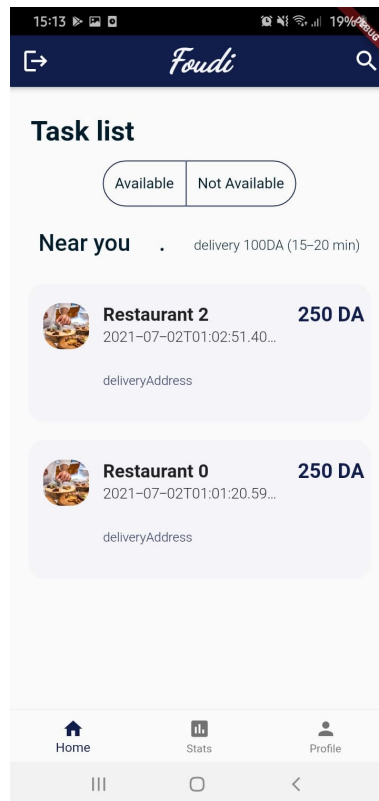 15:13 19%
DEBUG
Foudi
Task list
Available Not Available
Near you . delivery 100DA (15–20 min)
Restaurant 2 250 DA
2021–07–02T01:02:51.40...
deliveryAddress
Restaurant 0 250 DA
2021–07–02T01:01:20.59...
deliveryAddress
Home Stats Profile